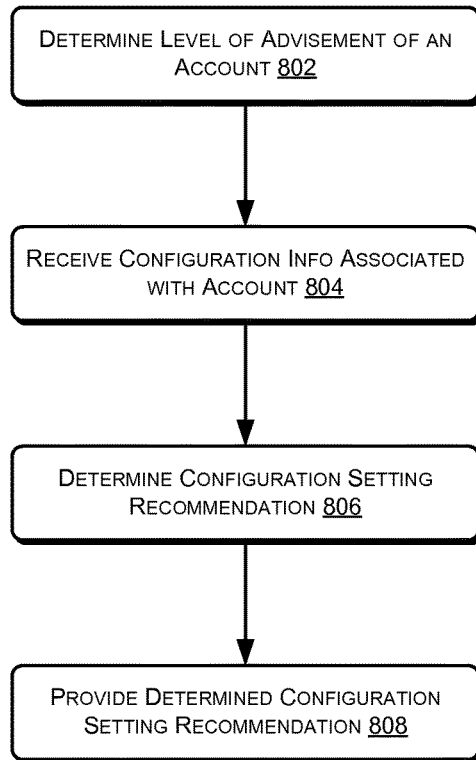 DETERMINE LEVEL OF ADVISEMENT OF AN
ACCOUNT 802
RECEIVE CONFIGURATION INFO ASSOCIATED
WITH ACCOUNT 804
DETERMINE CONFIGURATION SETTING
RECOMMENDATION 806
PROVIDE DETERMINED CONFIGURATION
SETTING RECOMMENDATION 808